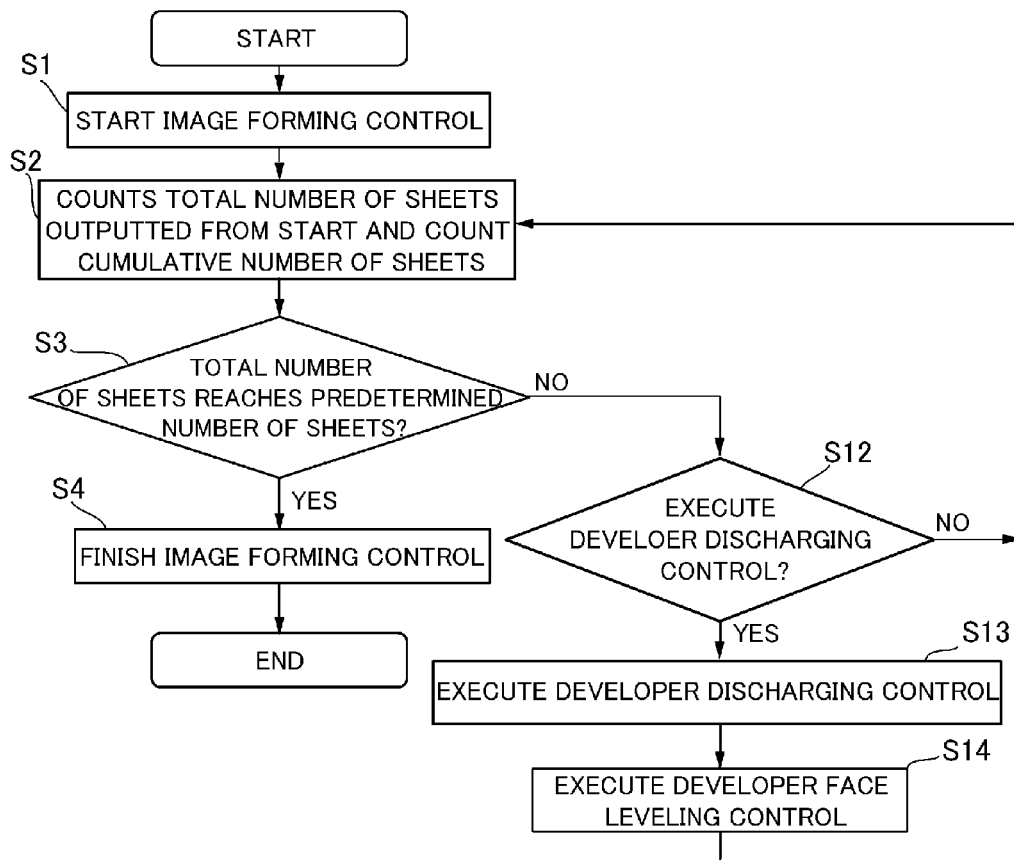 START
S1
START IMAGE FORMING CONTROL
S2
COUNTS TOTAL NUMBER OF SHEETS
OUTPUTTED FROM START AND COUNT
CUMULATIVE NUMBER OF SHEETS
S3
TOTAL NUMBER
OF SHEETS REACHES PREDETERMINED
NUMBER OF SHEETS?
NO
YES
S4
FINISH IMAGE FORMING CONTROL
END
S12
EXECUTE
DEVELOER DISCHARGING
CONTROL?
NO
YES
S13
EXECUTE DEVELOPER DISCHARGING CONTROL
S14
EXECUTE DEVELOPER FACE
LEVELING CONTROL